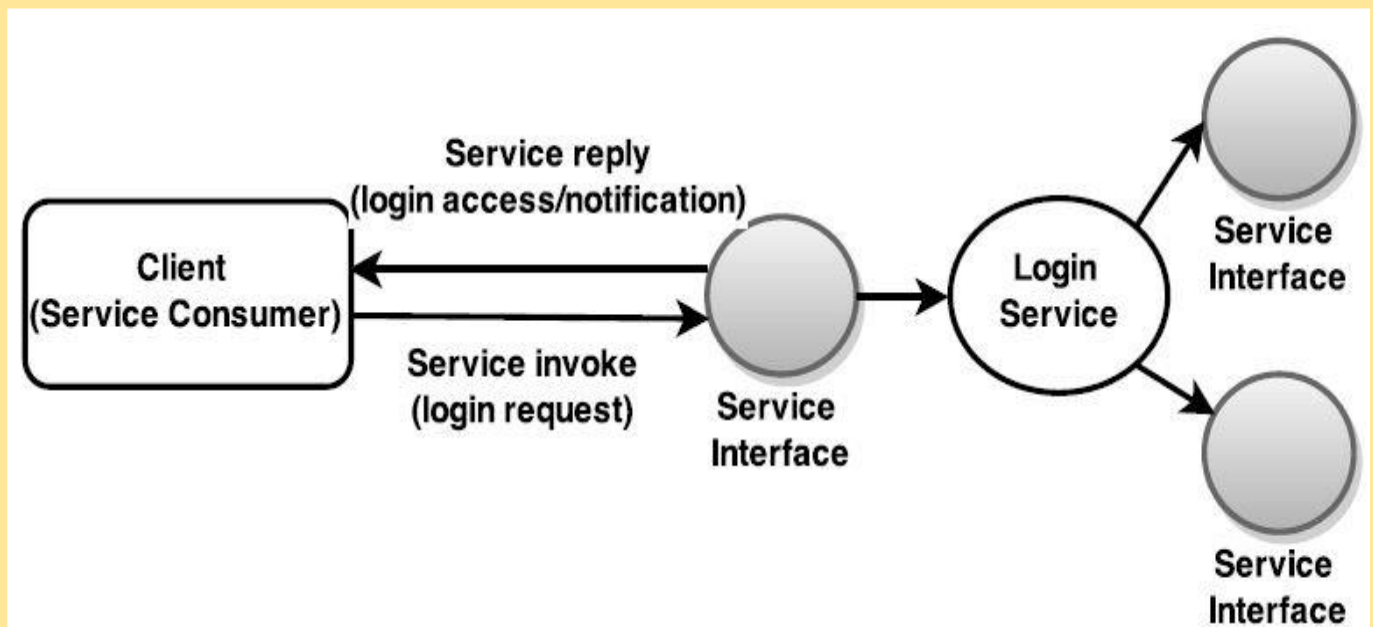 Service reply
(login access/notification)
Client
(Service Consumer)
Service invoke
(login request)
Service
Interface
Login
Service
Service
Interface
Service
Interface